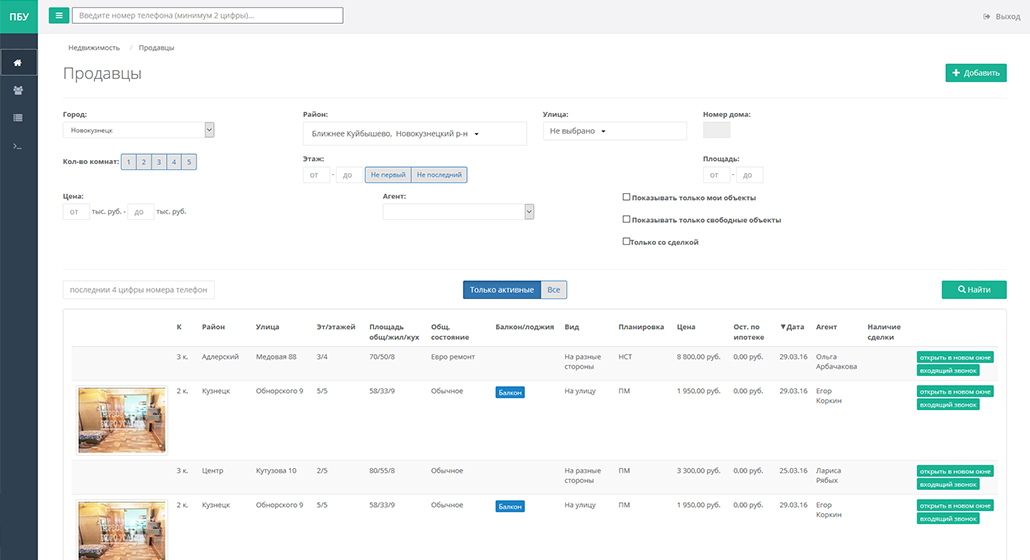 ПБУ
Введите номер телефона (минимум 2 цифры)...
Выход
Недвижимость / Продавцы
Продавцы
Добавить
Город: Район: Улица: Номер дома:
Новокузнецк Ближнее Куйбышево, Новокузнецкий р-н Не выбрано
Этаж: Площадь:
Кол-во комнат: 1 2 3 4 5
от - до Не первый Не последний от - до
Цена: Агент:
Показывать только мои объекты
от тыс. руб. - до тыс. руб.
Показывать только свободные объекты
Только со сделкой
последнии 4 цифры номера телефон Только активные Все Найти
К Район Улица Эт/этажей Площадь общ/жил/кух Общ. состояние Балкон/лоджия Вид Планировка Цена Ост. по ипотеке ▼Дата Агент Наличие сделки
3 к. Адлерский Медовая 88 3/4 70/50/8 Евро ремонт На разные стороны НСТ 8 800,00 руб. 0,00 руб. 29.03.16 Ольга Арбачакова открыть в новом окне
входящий звонок
2 к. Кузнецк Обнорского 9 5/5 58/33/9 Обычное Балкон На улицу ПМ 1 950,00 руб. 0,00 руб. 29.03.16 Егор Коркин открыть в новом окне
входящий звонок
3 к. Центр Кутузова 10 2/5 80/55/8 Обычное На разные стороны ПМ 3 300,00 руб. 0,00 руб. 25.03.16 Лариса Рябых открыть в новом окне
входящий звонок
2 к. Кузнецк Обнорского 9 5/5 58/33/9 Обычное Балкон На улицу ПМ 1 950,00 руб. 0,00 руб. 29.03.16 Егор Коркин открыть в новом окне
входящий звонок